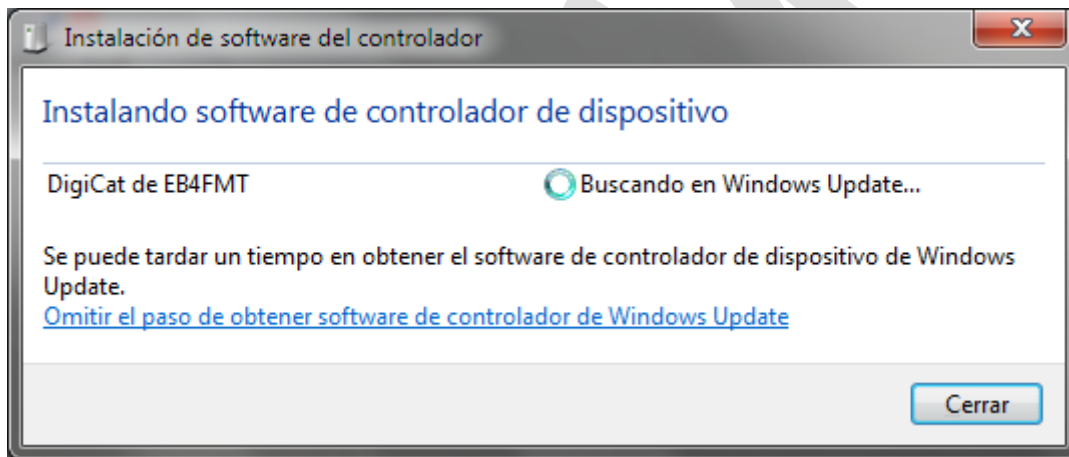 Instalación de software del controlador
Instalando software de controlador de dispositivo
DigiCat de EB4FMT
Buscando en Windows Update...
Se puede tardar un tiempo en obtener el software de controlador de dispositivo de Windows
Update.
Omitir el paso de obtener software de controlador de Windows Update
Cerrar